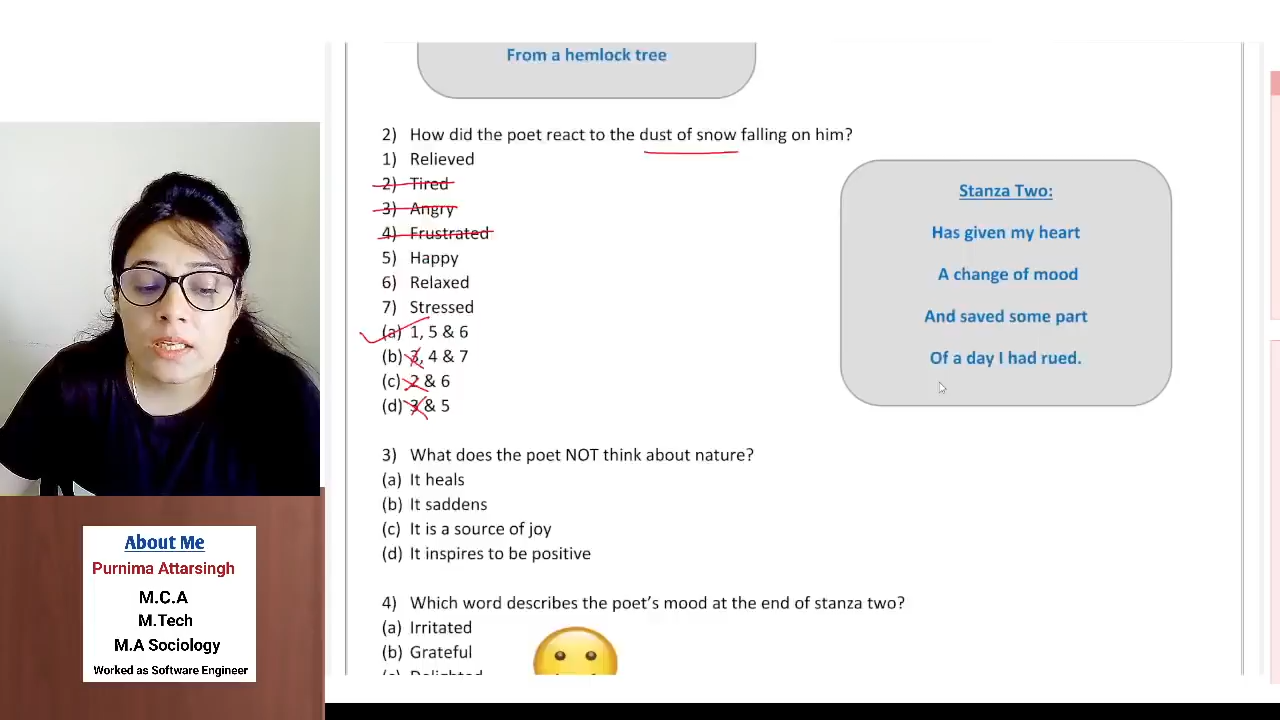 From a hemlock tree
2) How did the poet react to the dust of snow falling on him?
1) Relieved
2) Tired
3) Angry
4) Frustrated
5) Happy
6) Relaxed
7) Stressed
(a) 1, 5 & 6
(b) 3, 4 & 7
(c) 2 & 6
(d) 3 & 5
Stanza Two:
Has given my heart
A change of mood
And saved some part
Of a day I had rued.
3) What does the poet NOT think about nature?
(a) It heals
(b) It saddens
(c) It is a source of joy
(d) It inspires to be positive
4) Which word describes the poet's mood at the end of stanza two?
(a) Irritated
(b) Grateful
(c) Delighted
About Me
Purnima Attarsingh
M.C.A
M.Tech
M.A Sociology
Worked as Software Engineer